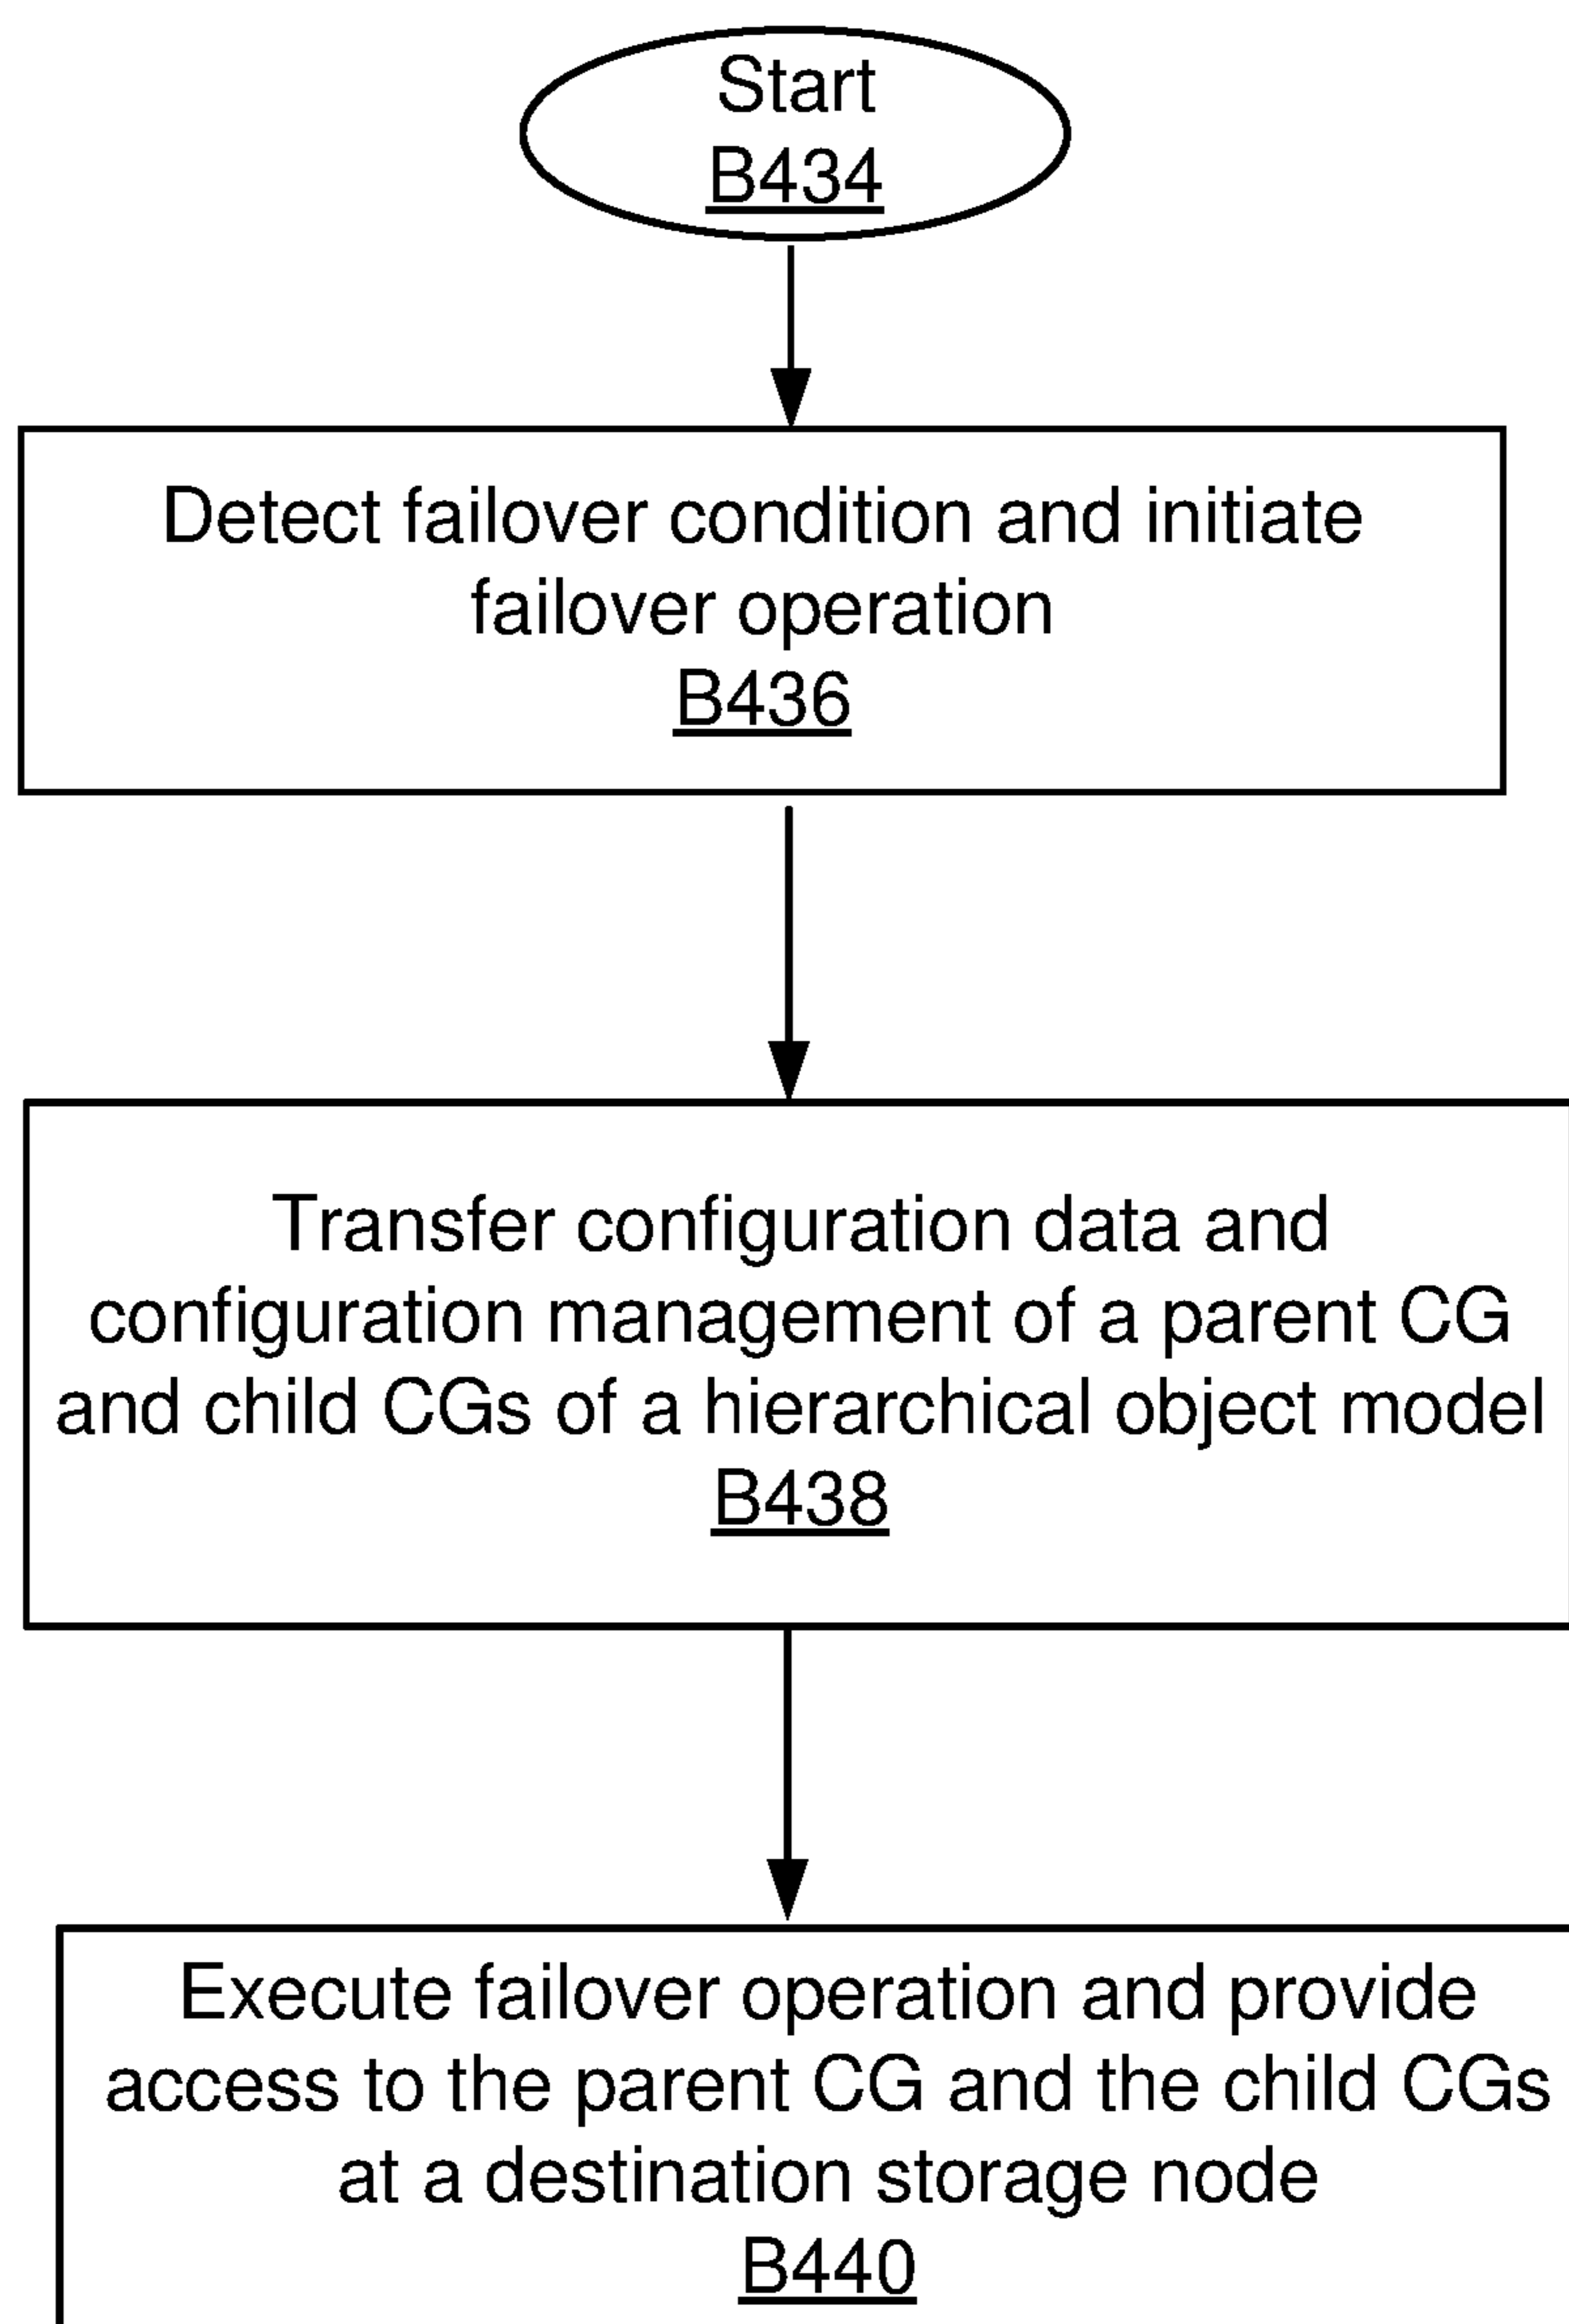 Start
B434
Detect failover condition and initiate
failover operation
B436
Transfer configuration data and
configuration management of a parent CG
and child CGs of a hierarchical object model
B438
Execute failover operation and provide
access to the parent CG and the child CGs
at a destination storage node
B440